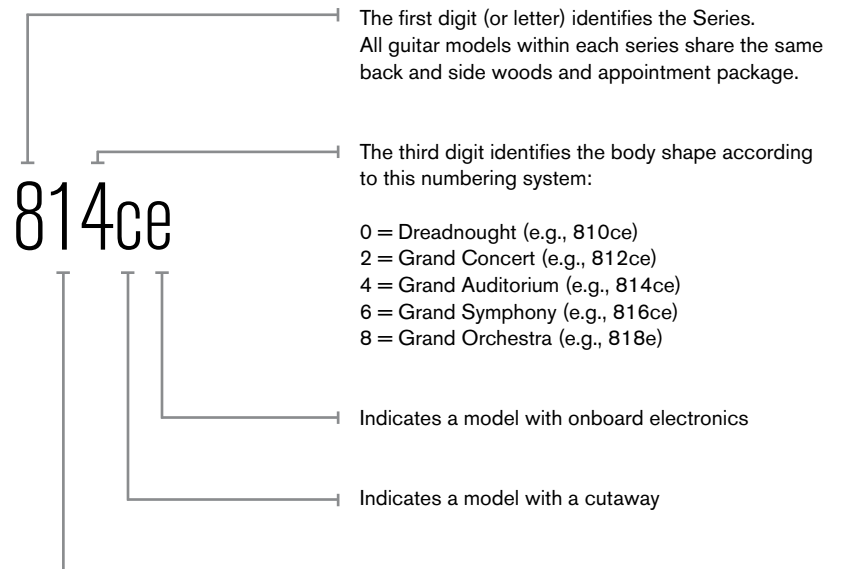 The first digit (or letter) identifies the Series.
All guitar models within each series share the same
back and side woods and appointment package.
The third digit identifies the body shape according
to this numbering system:
814ce
0 = Dreadnought (e.g., 810ce)
2 = Grand Concert (e.g., 812ce)
4 = Grand Auditorium (e.g., 814ce)
6 = Grand Symphony (e.g., 816ce)
8 = Grand Orchestra (e.g., 818e)
Indicates a model with onboard electronics
Indicates a model with a cutaway